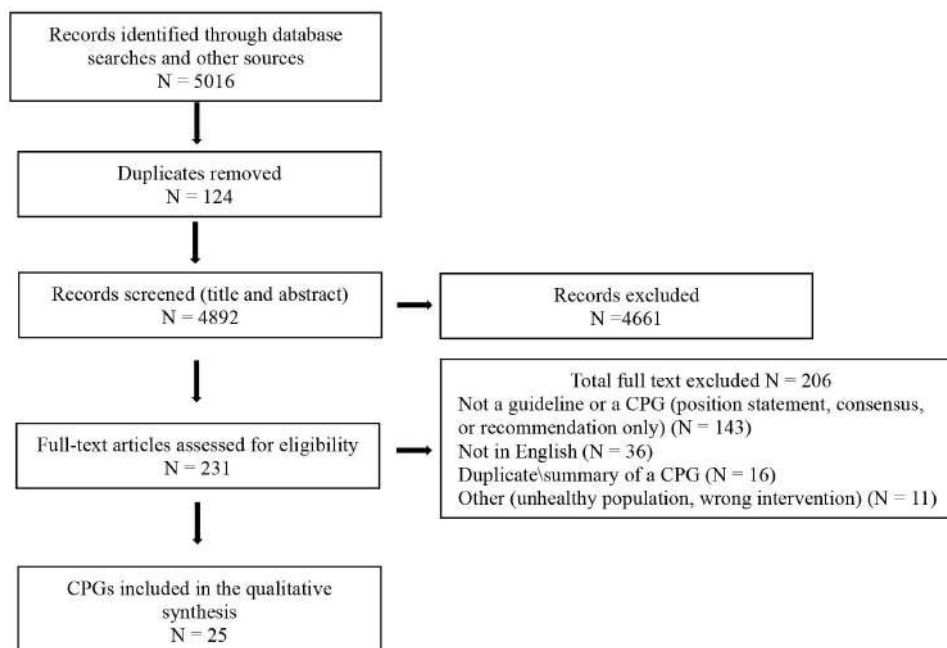 Records identified through database
searches and other sources
N = 5016
Duplicates removed
N = 124
Records screened (title and abstract)
N = 4892
Records excluded
N =4661
Full-text articles assessed for eligibility
N = 231
Total full text excluded N = 206
Not a guideline or a CPG (position statement, consensus,
or recommendation only) (N = 143)
Not in English (N = 36)
Duplicate\summary of a CPG (N = 16)
Other (unhealthy population, wrong intervention) (N = 11)
CPGs included in the qualitative
synthesis
N = 25